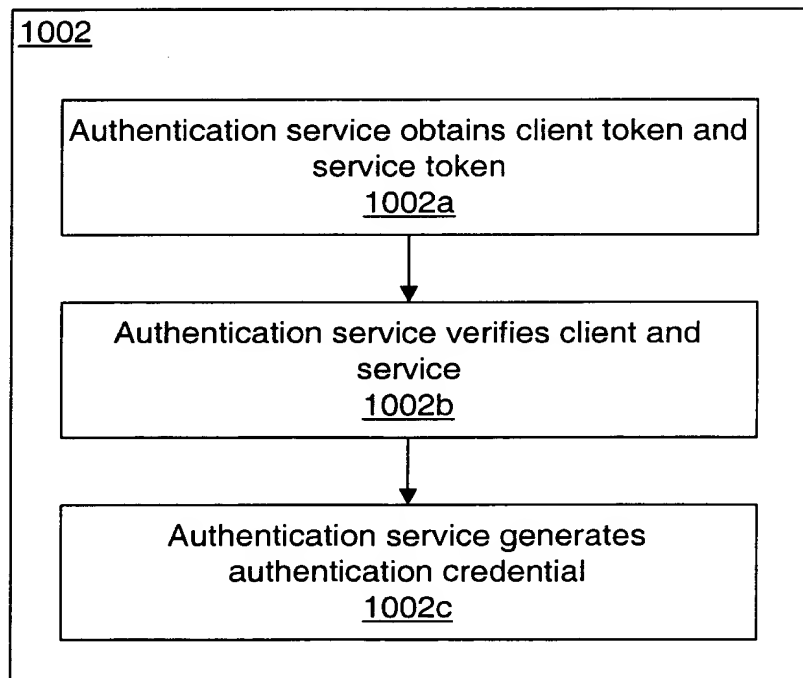 1002
Authentication service obtains client token and
service token
1002a
Authentication service verifies client and
service
1002b
Authentication service generates
authentication credential
1002c